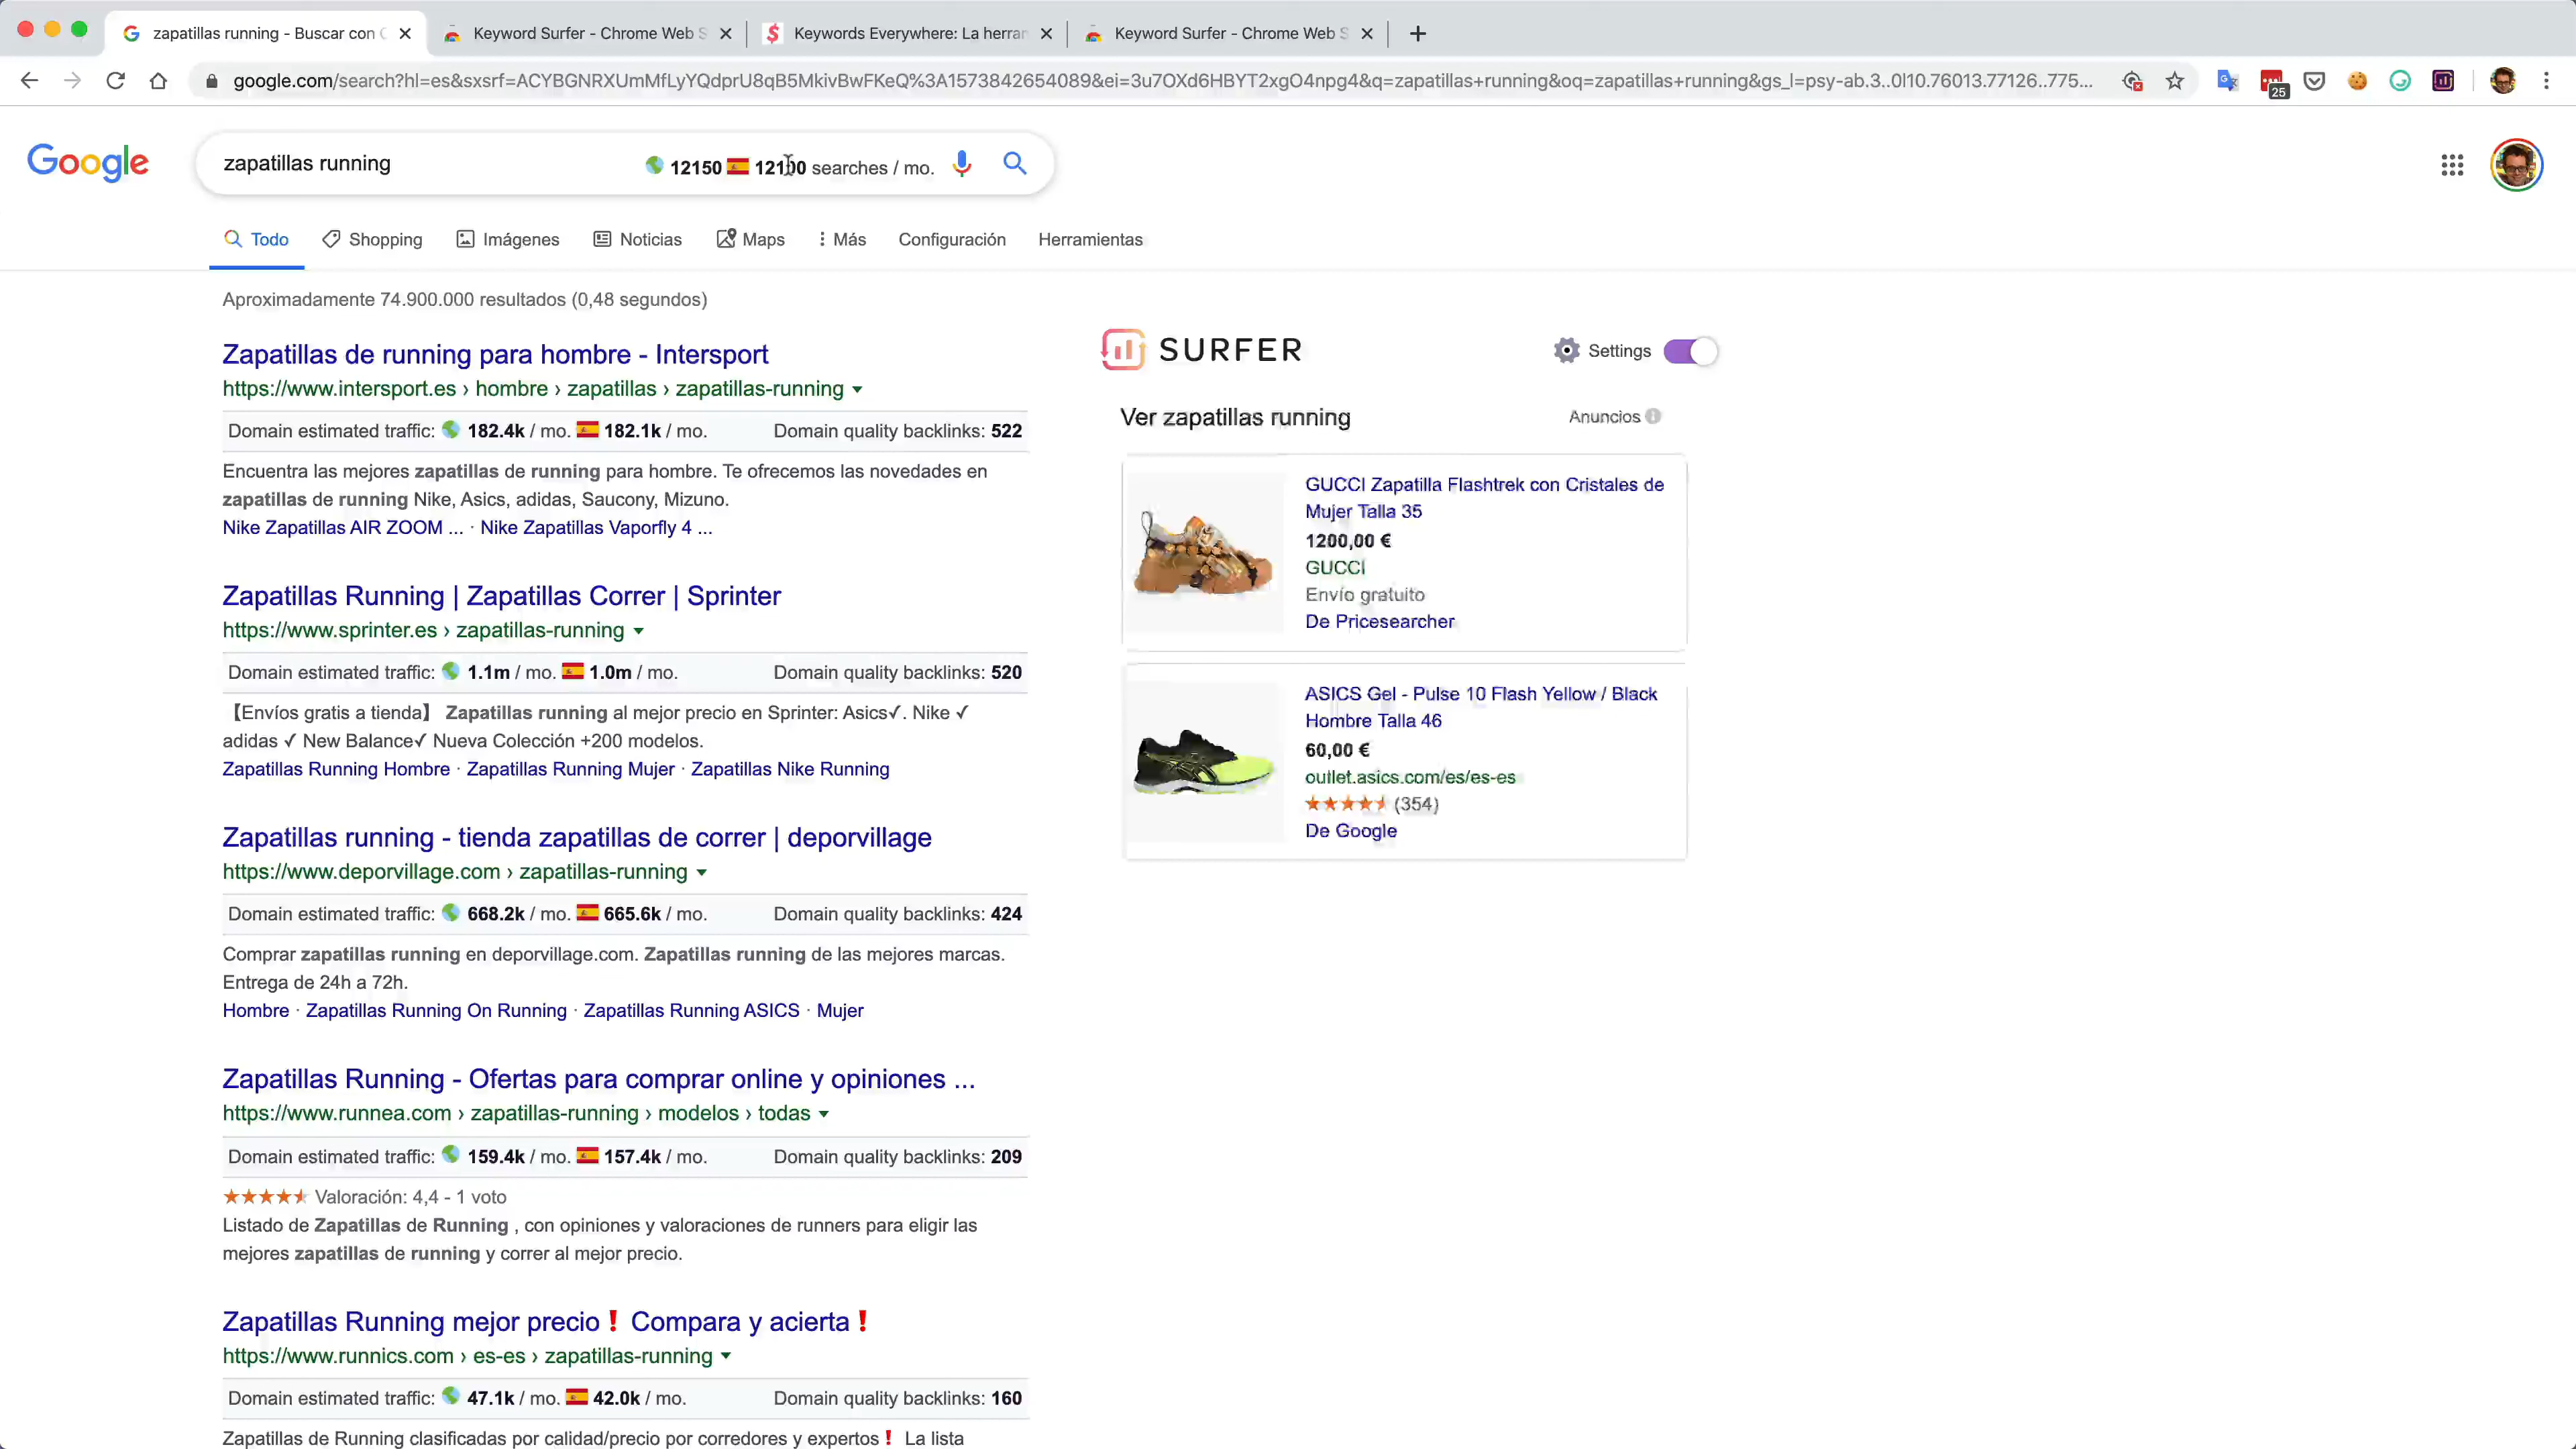 zapatillas running - Buscar con
Keyword Surfer - Chrome Web S
Keywords Everywhere: La herran
Keyword Surfer - Chrome Web S
google.com/search?hl=es&sxsrf=ACYBGNRXUmMfLyYQdprU8qB5MkivBwFKeQ%3A1573842654089&ei=3u7OXd6HBYT2xgO4npg4&q=zapatillas+running&oq=zapatillas+running&gs_l=psy-ab.3..0l10.76013.77126..775...
25
Google
zapatillas running
12150 12100 searches / mo.
Todo
Shopping
Imágenes
Noticias
Maps
Más
Configuración
Herramientas
Aproximadamente 74.900.000 resultados (0,48 segundos)
Zapatillas de running para hombre - Intersport
https://www.intersport.es › hombre › zapatillas › zapatillas-running
Domain estimated traffic: 182.4k / mo. 182.1k / mo. Domain quality backlinks: 522
Encuentra las mejores zapatillas de running para hombre. Te ofrecemos las novedades en
zapatillas de running Nike, Asics, adidas, Saucony, Mizuno.
Nike Zapatillas AIR ZOOM ... · Nike Zapatillas Vaporfly 4 ...
Zapatillas Running | Zapatillas Correr | Sprinter
https://www.sprinter.es › zapatillas-running
Domain estimated traffic: 1.1m / mo. 1.0m / mo. Domain quality backlinks: 520
【Envíos gratis a tienda】 Zapatillas running al mejor precio en Sprinter: Asics✓. Nike ✓
adidas ✓ New Balance✓ Nueva Colección +200 modelos.
Zapatillas Running Hombre · Zapatillas Running Mujer · Zapatillas Nike Running
Zapatillas running - tienda zapatillas de correr | deporvillage
https://www.deporvillage.com › zapatillas-running
Domain estimated traffic: 668.2k / mo. 665.6k / mo. Domain quality backlinks: 424
Comprar zapatillas running en deporvillage.com. Zapatillas running de las mejores marcas.
Entrega de 24h a 72h.
Hombre · Zapatillas Running On Running · Zapatillas Running ASICS · Mujer
Zapatillas Running - Ofertas para comprar online y opiniones ...
https://www.runnea.com › zapatillas-running › modelos › todas
Domain estimated traffic: 159.4k / mo. 157.4k / mo. Domain quality backlinks: 209
Valoración: 4,4 - 1 voto
Listado de Zapatillas de Running , con opiniones y valoraciones de runners para eligir las
mejores zapatillas de running y correr al mejor precio.
Zapatillas Running mejor precio❗ Compara y acierta❗
https://www.runnics.com › es-es › zapatillas-running
Domain estimated traffic: 47.1k / mo. 42.0k / mo. Domain quality backlinks: 160
Zapatillas de Running clasificadas por calidad/precio por corredores y expertos❗ La lista
SURFER
Settings
Ver zapatillas running
Anuncios
GUCCI Zapatilla Flashtrek con Cristales de
Mujer Talla 35
1200,00 €
GUCCI
Envío gratuito
De Pricesearcher
ASICS Gel - Pulse 10 Flash Yellow / Black
Hombre Talla 46
60,00 €
outlet.asics.com/es/es-es
(354)
De Google